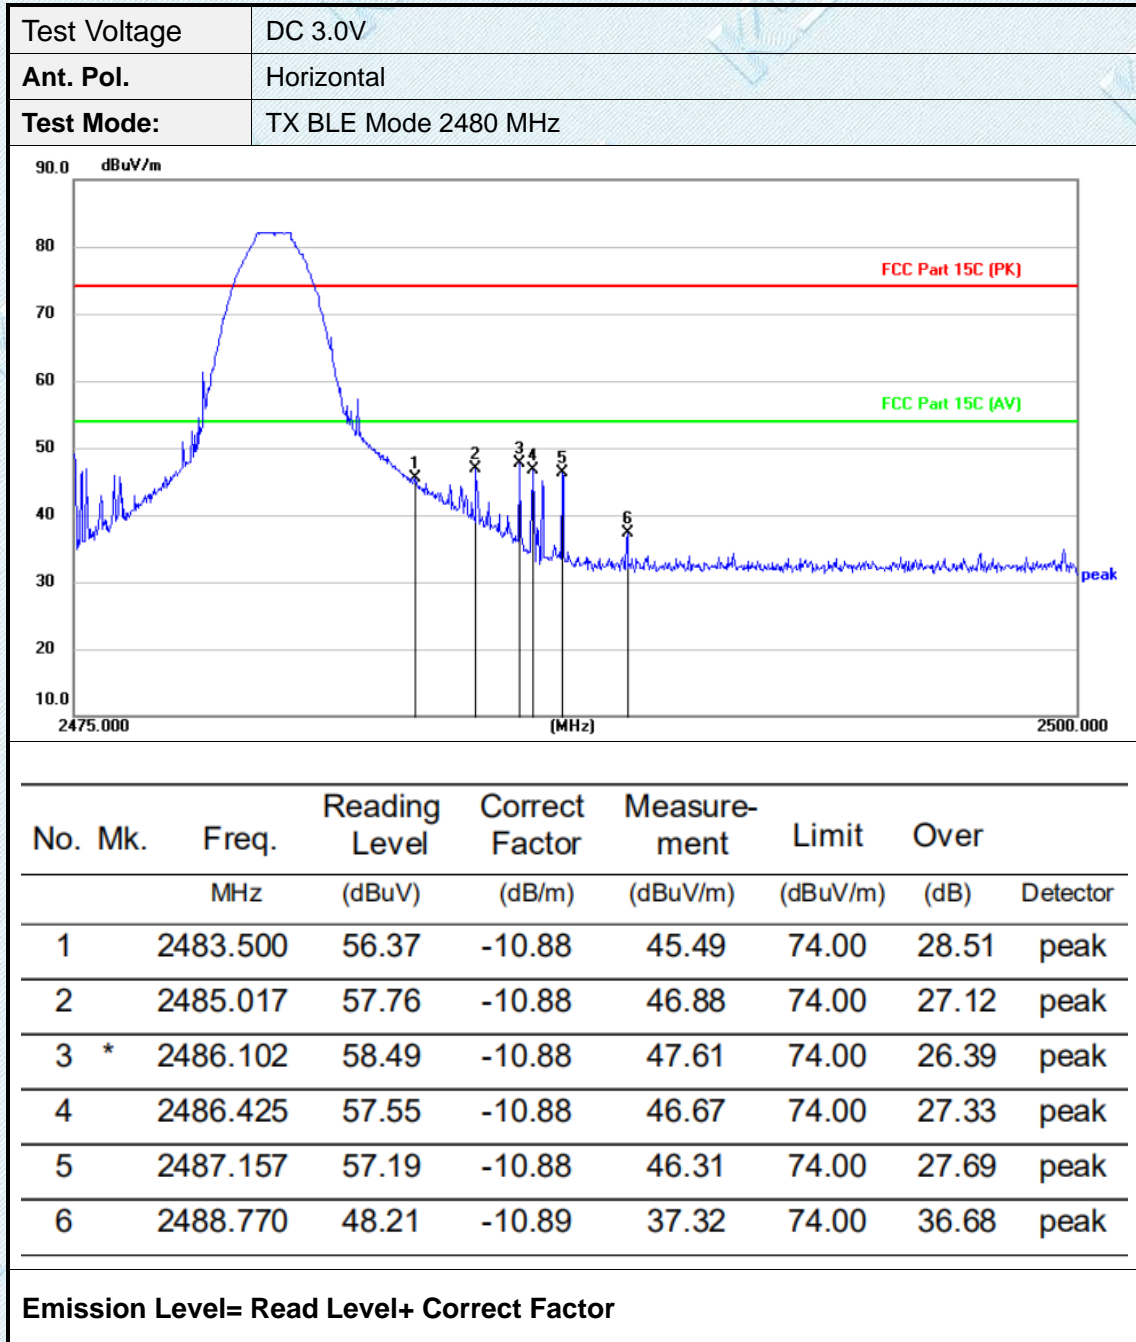 Test Voltage DC 3.0V
Ant. Pol. Horizontal
Test Mode: TX BLE Mode 2480 MHz
90.0 dBuV/m
80
FCC Part 15C (PK)
70
60
FCC Part 15C (AV)
50
1 2 3 4 5
40
6
30
peak
20
10.0
2475.000 (MHz) 2500.000
No. Mk. Freq. Reading Level Correct Factor Measure-ment Limit Over
MHz (dBuV) (dB/m) (dBuV/m) (dBuV/m) (dB) Detector
1 2483.500 56.37 -10.88 45.49 74.00 28.51 peak
2 2485.017 57.76 -10.88 46.88 74.00 27.12 peak
3 * 2486.102 58.49 -10.88 47.61 74.00 26.39 peak
4 2486.425 57.55 -10.88 46.67 74.00 27.33 peak
5 2487.157 57.19 -10.88 46.31 74.00 27.69 peak
6 2488.770 48.21 -10.89 37.32 74.00 36.68 peak
Emission Level= Read Level+ Correct Factor